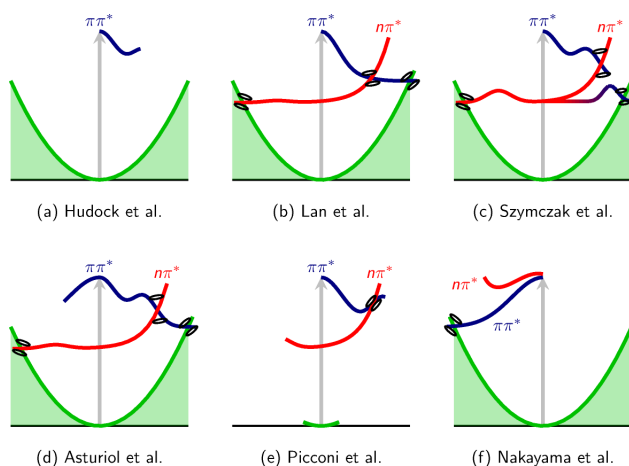 ππ*
ππ*
nπ*
ππ*
nπ*
(a) Hudock et al.
(b) Lan et al.
(c) Szymczak et al.
ππ*
nπ*
ππ*
nπ*
nπ*
ππ*
(d) Asturiol et al.
(e) Picconi et al.
(f) Nakayama et al.